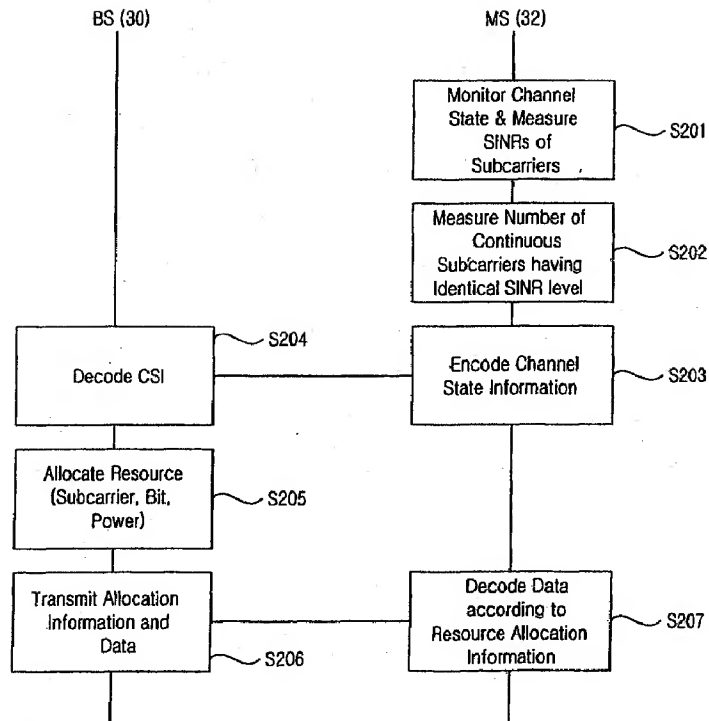 BS (30)
MS (32)
Monitor Channel
State & Measure
SINRs of
Subcarriers
S201
Measure Number of
Continuous
Subcarriers having
Identical SINR level
S202
S204
Decode CSI
Encode Channel
State Information
S203
Allocate Resource
(Subcarrier, Bit,
Power)
S205
Transmit Allocation
Information and
Data
S206
Decode Data
according to
Resource Allocation
Information
S207